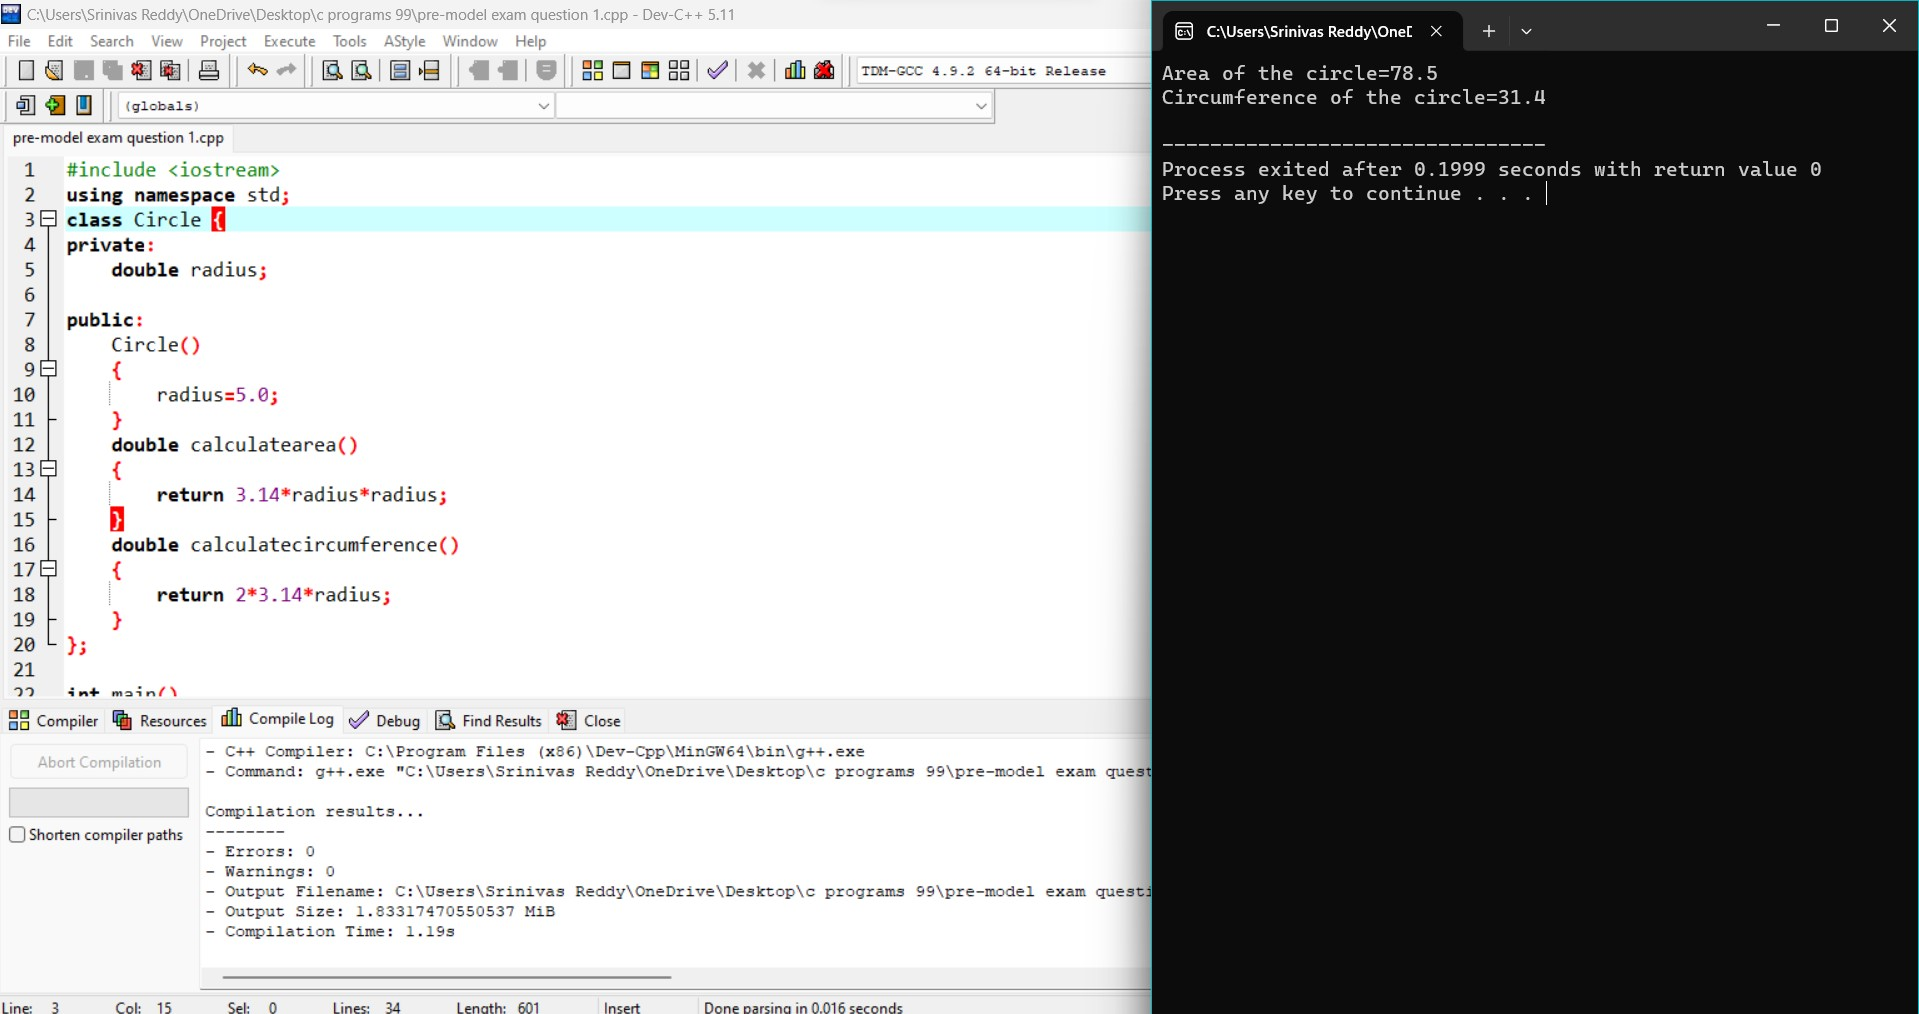 C:\Users\Srinivas Reddy\OneDrive\Desktop\c programs 99\pre-model exam question 1.cpp - Dev-C++ 5.11
File Edit Search View Project Execute Tools AStyle Window Help
TDM-GCC 4.9.2 64-bit Release
(globals)
pre-model exam question 1.cpp
1 #include <iostream>
2 using namespace std;
3 class Circle {
4 private:
5     double radius;
6
7 public:
8     Circle()
9     {
10         radius=5.0;
11     }
12     double calculatearea()
13     {
14         return 3.14*radius*radius;
15     }
16     double calculatecircumference()
17     {
18         return 2*3.14*radius;
19     }
20 };
21
22 int main()
Compiler Resources Compile Log Debug Find Results Close
Abort Compilation
Shorten compiler paths
- C++ Compiler: C:\Program Files (x86)\Dev-Cpp\MinGW64\bin\g++.exe
- Command: g++.exe "C:\Users\Srinivas Reddy\OneDrive\Desktop\c programs 99\pre-model exam quest
Compilation results...
--------
- Errors: 0
- Warnings: 0
- Output Filename: C:\Users\Srinivas Reddy\OneDrive\Desktop\c programs 99\pre-model exam questi
- Output Size: 1.83317470550537 MiB
- Compilation Time: 1.19s
Line: 3 Col: 15 Sel: 0 Lines: 34 Length: 601 Insert Done parsing in 0.016 seconds
C:\Users\Srinivas Reddy\OneD
Area of the circle=78.5
Circumference of the circle=31.4
--------------------------------
Process exited after 0.1999 seconds with return value 0
Press any key to continue . . .